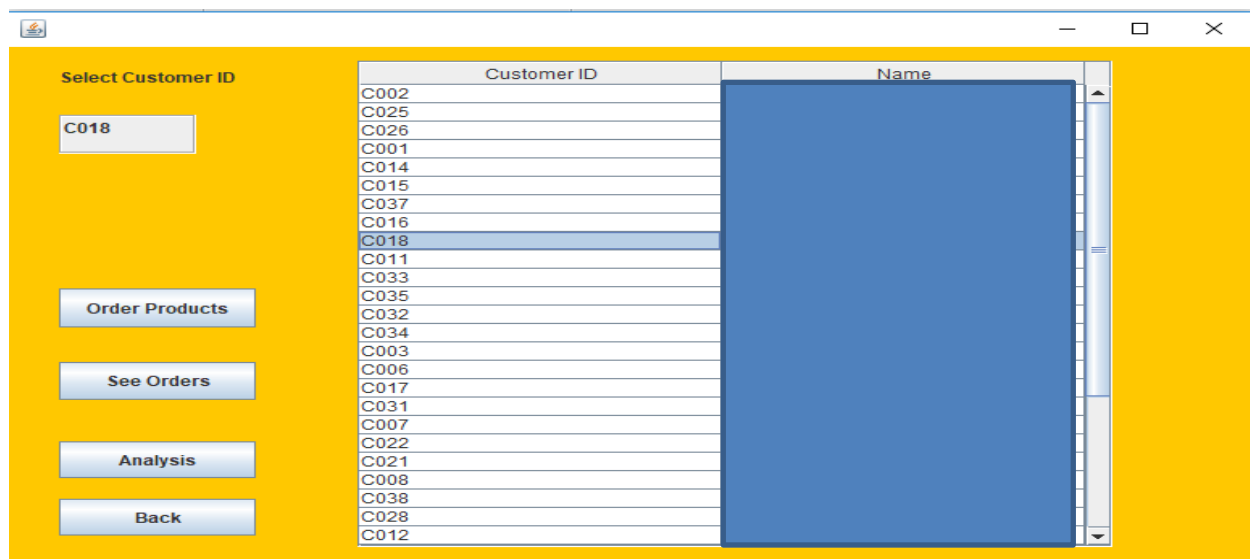 Select Customer ID
C018
Order Products
See Orders
Analysis
Back
Customer ID Name
C002
C025
C026
C001
C014
C015
C037
C016
C018
C011
C033
C035
C032
C034
C003
C006
C017
C031
C007
C022
C021
C008
C038
C028
C012